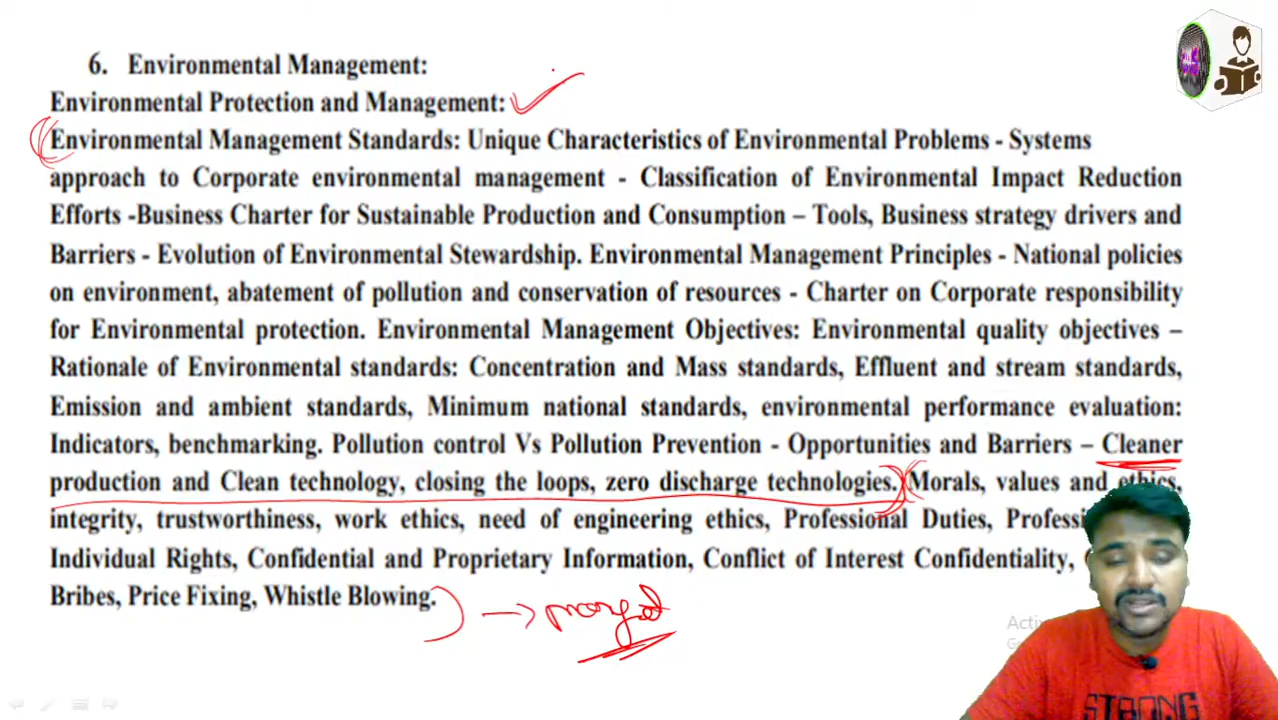 6. Environmental Management:
Environmental Protection and Management:
Environmental Management Standards: Unique Characteristics of Environmental Problems - Systems
approach to Corporate environmental management - Classification of Environmental Impact Reduction
Efforts -Business Charter for Sustainable Production and Consumption – Tools, Business strategy drivers and
Barriers - Evolution of Environmental Stewardship. Environmental Management Principles - National policies
on environment, abatement of pollution and conservation of resources - Charter on Corporate responsibility
for Environmental protection. Environmental Management Objectives: Environmental quality objectives –
Rationale of Environmental standards: Concentration and Mass standards, Effluent and stream standards,
Emission and ambient standards, Minimum national standards, environmental performance evaluation:
Indicators, benchmarking. Pollution control Vs Pollution Prevention - Opportunities and Barriers – Cleaner
production and Clean technology, closing the loops, zero discharge technologies. Morals, values and ethics,
integrity, trustworthiness, work ethics, need of engineering ethics, Professional Duties, Professi
Individual Rights, Confidential and Proprietary Information, Conflict of Interest Confidentiality,
Bribes, Price Fixing, Whistle Blowing.
Activ
STRONG